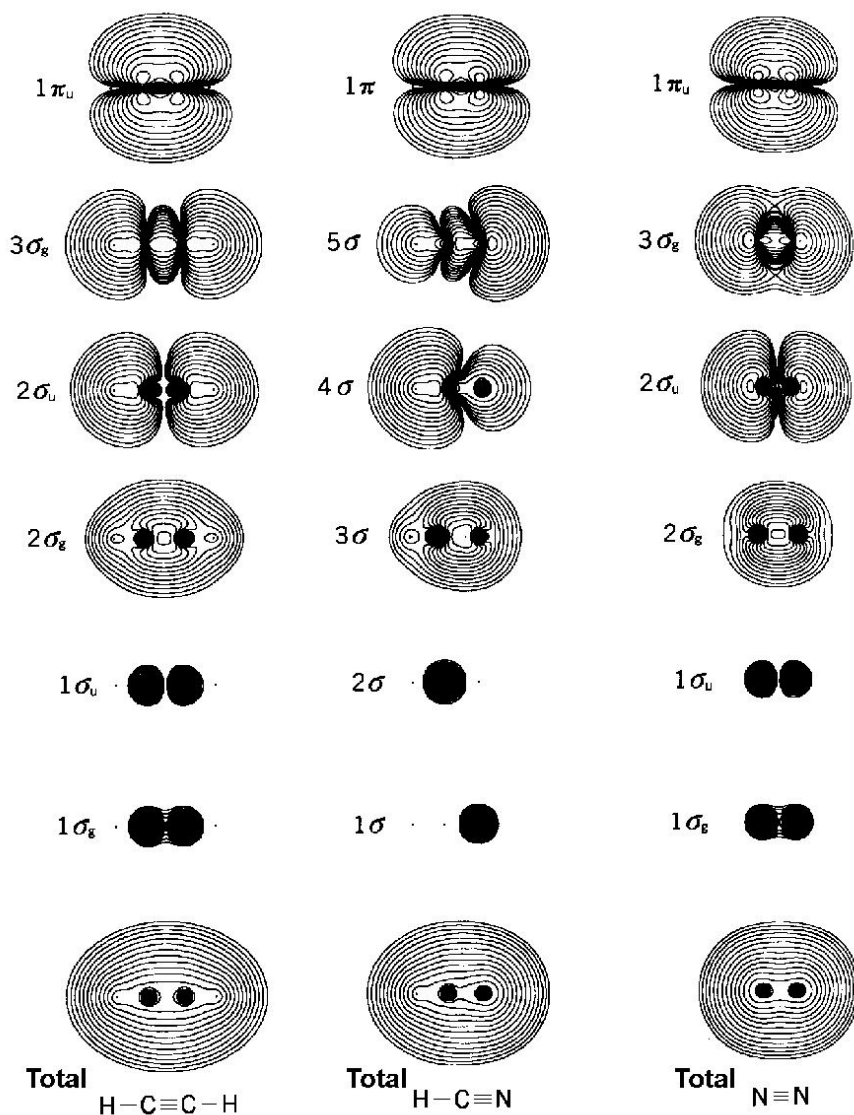 1πᵤ 1π 1πᵤ
3σg 5σ 3σg
2σᵤ 4σ 2σᵤ
2σg 3σ 2σg
1σᵤ 2σ 1σᵤ
1σg 1σ 1σg
Total Total Total
H–C≡C–H H–C≡N N≡N